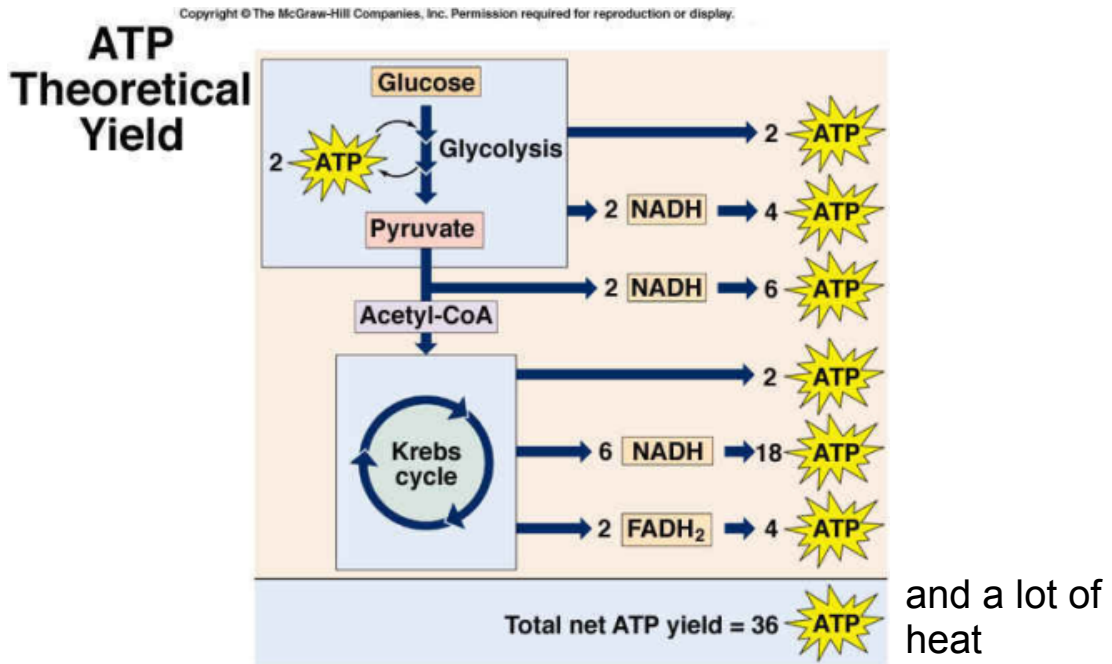 Copyright © The McGraw-Hill Companies, Inc. Permission required for reproduction or display.
ATP
Theoretical
Yield
Glucose
2 ATP
Glycolysis
2 ATP
2 NADH 4 ATP
Pyruvate
2 NADH 6 ATP
Acetyl-CoA
2 ATP
Krebs
cycle
6 NADH 18 ATP
2 FADH₂ 4 ATP
Total net ATP yield = 36 ATP
and a lot of
heat